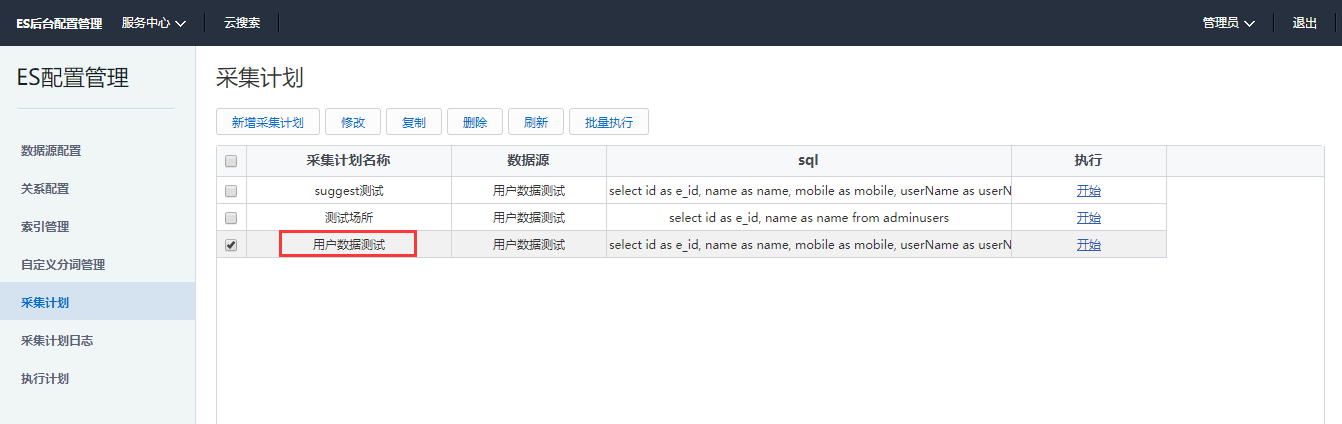 ES后台配置管理 服务中心 云搜索 管理员 退出
ES配置管理
数据源配置
关系配置
索引管理
自定义分词管理
采集计划
采集计划日志
执行计划
采集计划
新增采集计划 修改 复制 删除 刷新 批量执行
采集计划名称 数据源 sql 执行
suggest测试 用户数据测试 select id as e_id, name as name, mobile as mobile, userName as userN 开始
测试场所 用户数据测试 select id as e_id, name as name from adminusers 开始
用户数据测试 用户数据测试 select id as e_id, name as name, mobile as mobile, userName as userN 开始